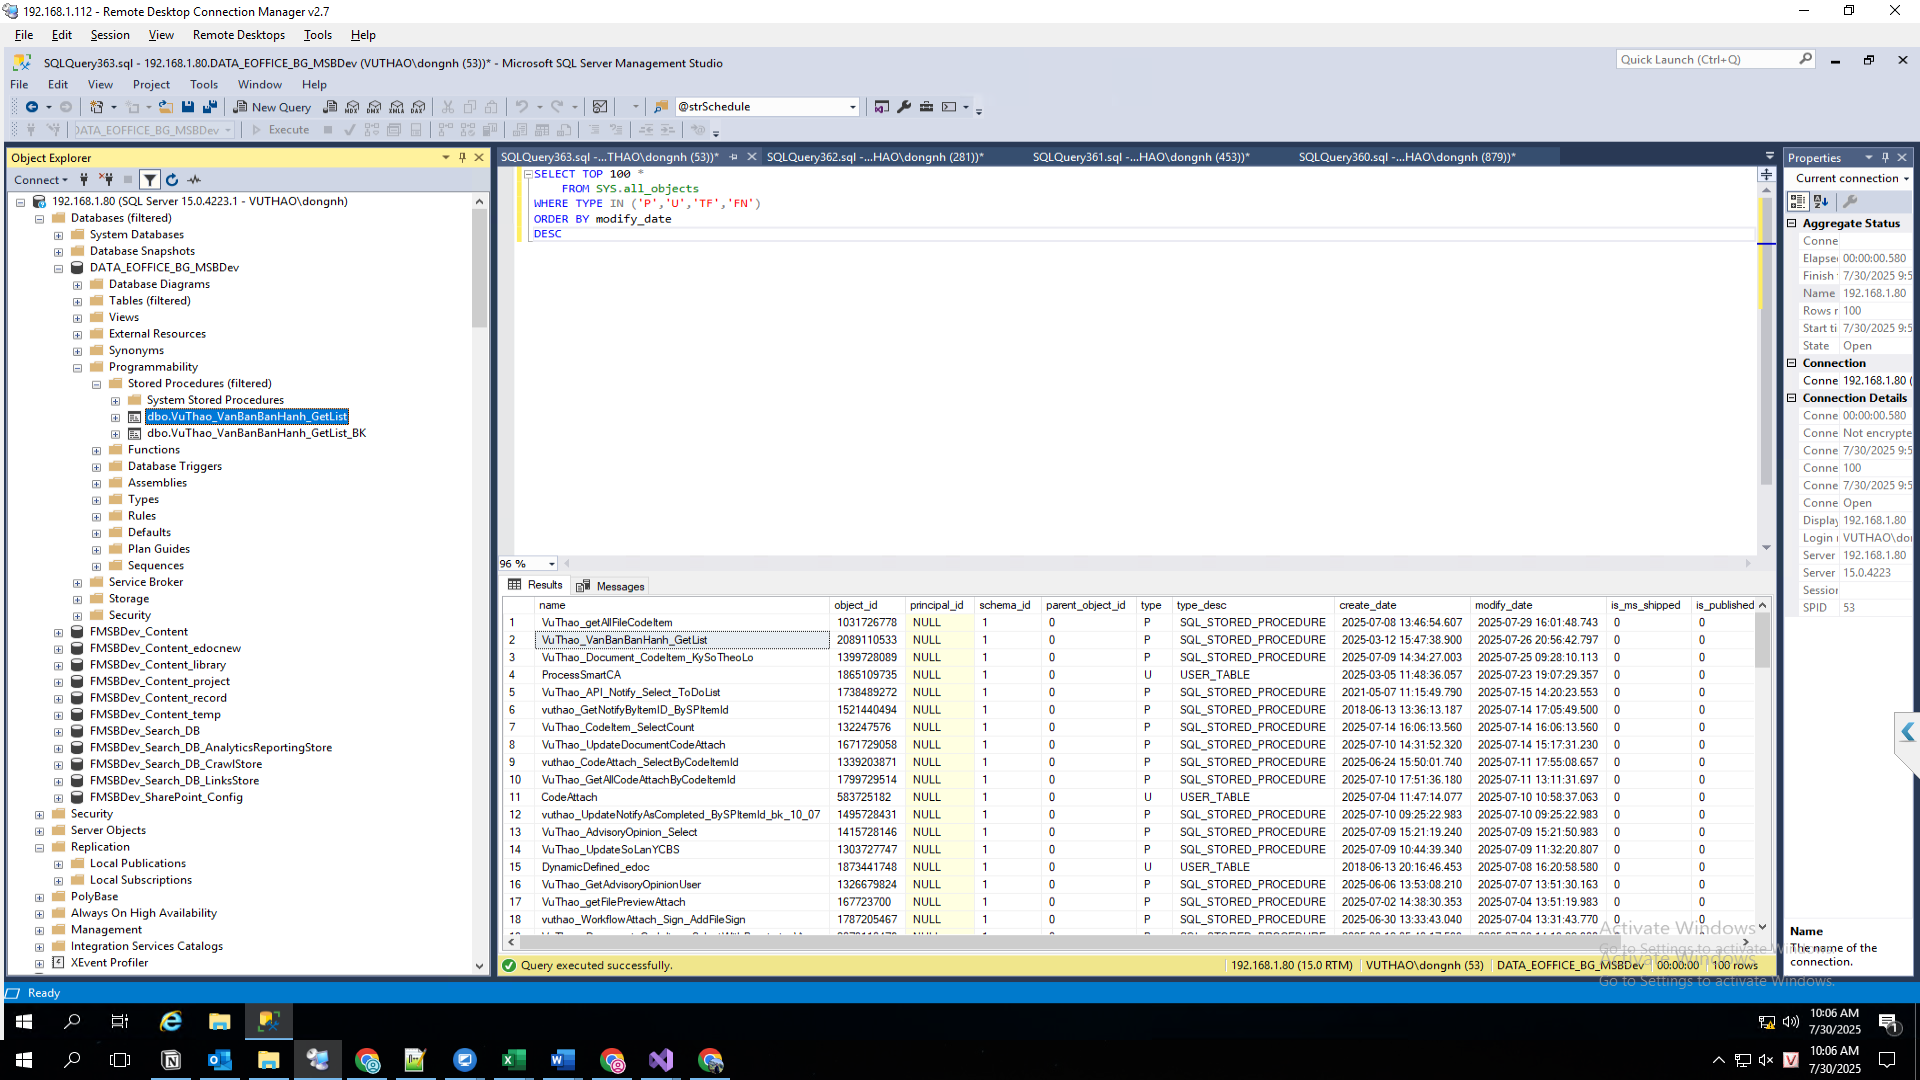 192.168.1.112 - Remote Desktop Connection Manager v2.7
File Edit Session View Remote Desktops Tools Help
SQLQuery363.sql - 192.168.1.80.DATA_EOFFICE_BG_MSBDev (VUTHAO\dongnh (53))* - Microsoft SQL Server Management Studio
Quick Launch (Ctrl+Q)
File Edit View Project Tools Window Help
New Query @strSchedule
DATA_EOFFICE_BG_MSBDev Execute
Object Explorer
Connect
192.168.1.80 (SQL Server 15.0.4223.1 - VUTHAO\dongnh)
Databases (filtered)
System Databases
Database Snapshots
DATA_EOFFICE_BG_MSBDev
Database Diagrams
Tables (filtered)
Views
External Resources
Synonyms
Programmability
Stored Procedures (filtered)
System Stored Procedures
dbo.VuThao_VanBanBanHanh_GetList
dbo.VuThao_VanBanBanHanh_GetList_BK
Functions
Database Triggers
Assemblies
Types
Rules
Defaults
Plan Guides
Sequences
Service Broker
Storage
Security
FMSBDev_Content
FMSBDev_Content_edocnew
FMSBDev_Content_library
FMSBDev_Content_project
FMSBDev_Content_record
FMSBDev_Content_temp
FMSBDev_Search_DB
FMSBDev_Search_DB_AnalyticsReportingStore
FMSBDev_Search_DB_CrawlStore
FMSBDev_Search_DB_LinksStore
FMSBDev_SharePoint_Config
Security
Server Objects
Replication
Local Publications
Local Subscriptions
PolyBase
Always On High Availability
Management
Integration Services Catalogs
XEvent Profiler
SQLQuery363.sql -...THAO\dongnh (53))* SQLQuery362.sql -...HAO\dongnh (281))* SQLQuery361.sql -...HAO\dongnh (453))* SQLQuery360.sql -...HAO\dongnh (879))*
SELECT TOP 100 *
FROM SYS.all_objects
WHERE TYPE IN ('P','U','TF','FN')
ORDER BY modify_date
DESC
96 %
Results Messages
name object_id principal_id schema_id parent_object_id type type_desc create_date modify_date is_ms_shipped is_published
1 VuThao_getAllFileCodeItem 1031726778 NULL 1 0 P SQL_STORED_PROCEDURE 2025-07-08 13:46:54.607 2025-07-29 16:01:48.743 0 0
2 VuThao_VanBanBanHanh_GetList 2089110533 NULL 1 0 P SQL_STORED_PROCEDURE 2025-03-12 15:47:38.900 2025-07-26 20:56:42.797 0 0
3 VuThao_Document_CodeItem_KySoTheoLo 1399728089 NULL 1 0 P SQL_STORED_PROCEDURE 2025-07-09 14:34:27.003 2025-07-25 09:28:10.113 0 0
4 ProcessSmartCA 1865109735 NULL 1 0 U USER_TABLE 2025-03-05 11:48:36.057 2025-07-23 19:07:29.357 0 0
5 VuThao_API_Notify_Select_ToDoList 1738489272 NULL 1 0 P SQL_STORED_PROCEDURE 2021-05-07 11:15:49.790 2025-07-15 14:20:23.553 0 0
6 vuthao_GetNotifyByItemID_BySPItemId 1521440494 NULL 1 0 P SQL_STORED_PROCEDURE 2018-06-13 13:36:13.187 2025-07-14 17:05:49.500 0 0
7 VuThao_CodeItem_SelectCount 132247576 NULL 1 0 P SQL_STORED_PROCEDURE 2025-07-14 16:06:13.560 2025-07-14 16:06:13.560 0 0
8 VuThao_UpdateDocumentCodeAttach 1671729058 NULL 1 0 P SQL_STORED_PROCEDURE 2025-07-10 14:31:52.320 2025-07-14 15:17:31.230 0 0
9 vuthao_CodeAttach_SelectByCodeItemId 1339203871 NULL 1 0 P SQL_STORED_PROCEDURE 2025-06-24 15:50:01.740 2025-07-11 17:55:08.657 0 0
10 VuThao_GetAllCodeAttachByCodeItemId 1799729514 NULL 1 0 P SQL_STORED_PROCEDURE 2025-07-10 17:51:36.180 2025-07-11 13:11:31.697 0 0
11 CodeAttach 583725182 NULL 1 0 U USER_TABLE 2025-07-04 11:47:14.077 2025-07-10 10:58:37.063 0 0
12 vuthao_UpdateNotifyAsCompleted_BySPItemId_bk_10_07 1495728431 NULL 1 0 P SQL_STORED_PROCEDURE 2025-07-10 09:25:22.983 2025-07-10 09:25:22.983 0 0
13 VuThao_AdvisoryOpinion_Select 1415728146 NULL 1 0 P SQL_STORED_PROCEDURE 2025-07-09 15:21:19.240 2025-07-09 15:21:50.983 0 0
14 VuThao_UpdateSoLanYCBS 1303727747 NULL 1 0 P SQL_STORED_PROCEDURE 2025-07-09 10:44:39.340 2025-07-09 11:32:20.807 0 0
15 DynamicDefined_edoc 1873441748 NULL 1 0 U USER_TABLE 2018-06-13 20:16:46.453 2025-07-08 16:20:58.580 0 0
16 VuThao_GetAdvisoryOpinionUser 1326679824 NULL 1 0 P SQL_STORED_PROCEDURE 2025-06-06 13:53:08.210 2025-07-07 13:51:30.163 0 0
17 VuThao_getFilePreviewAttach 167723700 NULL 1 0 P SQL_STORED_PROCEDURE 2025-07-02 14:38:30.353 2025-07-04 13:51:19.983 0 0
18 vuthao_WorkflowAttach_Sign_AddFileSign 1787205467 NULL 1 0 P SQL_STORED_PROCEDURE 2025-06-30 13:33:43.040 2025-07-04 13:31:43.770 0 0
Query executed successfully. 192.168.1.80 (15.0 RTM) VUTHAO\dongnh (53) DATA_EOFFICE_BG_MSBDev 00:00:00 100 rows
Properties
Current connection
Aggregate Status
Conne
Elapse 00:00:00.580
Finish 7/30/2025 9:5
Name 192.168.1.80
Rows r 100
Start ti 7/30/2025 9:5
State Open
Connection
Conne 192.168.1.80 (
Connection Details
Conne 00:00:00.580
Conne Not encrypte
Conne 7/30/2025 9:5
Conne 100
Conne 7/30/2025 9:5
Conne Open
Display 192.168.1.80
Login VUTHAO\do
Server 192.168.1.80
Server 15.0.4223
Session
SPID 53
Name
The name of the
connection.
Activate Windows
Go to Settings to activate Windows.
Activate Windows
Go to Settings to activate Windows.
Ready
10:06 AM
7/30/2025
1
10:06 AM
7/30/2025